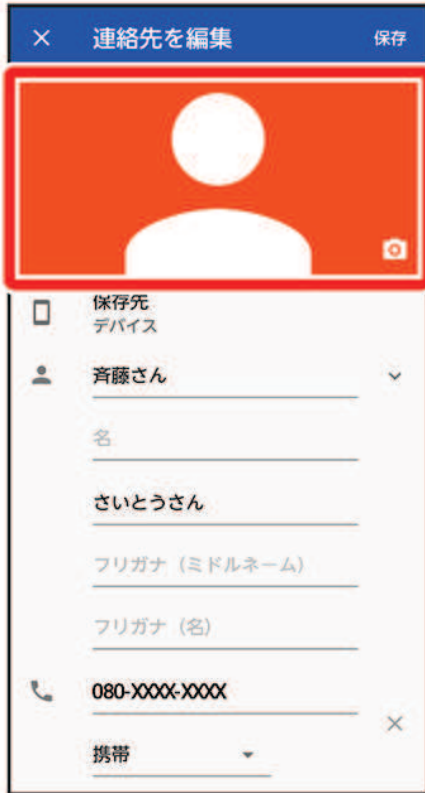 連絡先を編集 保存
保存先
デバイス
斉藤さん
名
さいとうさん
フリガナ（ミドルネーム）
フリガナ（名）
080-XXXX-XXXX
携帯